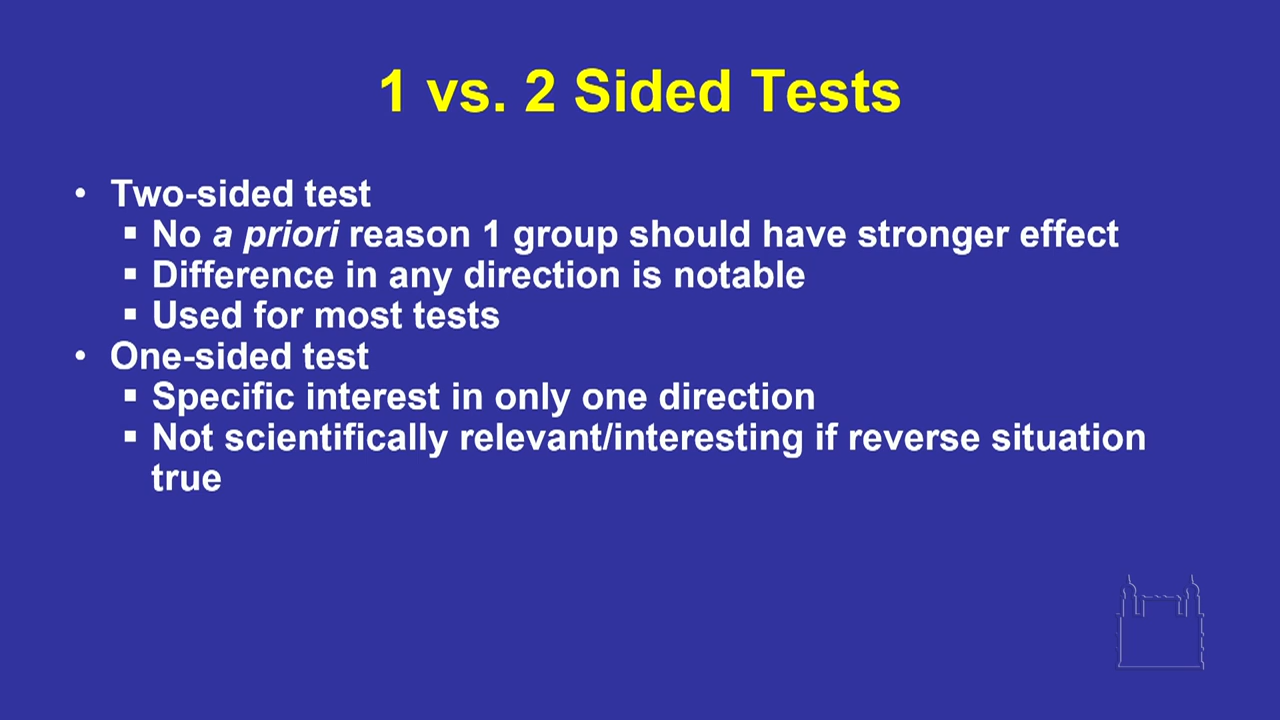 1 vs. 2 Sided Tests
• Two-sided test
▪ No a priori reason 1 group should have stronger effect
▪ Difference in any direction is notable
▪ Used for most tests
• One-sided test
▪ Specific interest in only one direction
▪ Not scientifically relevant/interesting if reverse situation
true